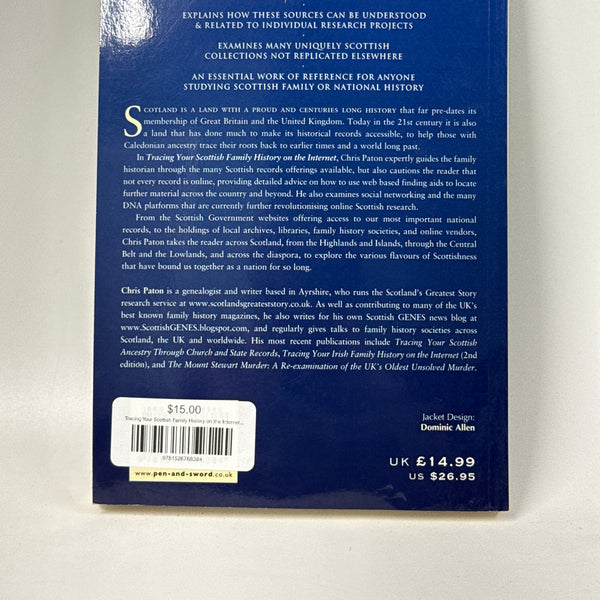 EXPLAINS HOW THESE SOURCES CAN BE UNDERSTOOD
& RELATED TO INDIVIDUAL RESEARCH PROJECTS
EXAMINES MANY UNIQUELY SCOTTISH
COLLECTIONS NOT REPLICATED ELSEWHERE
AN ESSENTIAL WORK OF REFERENCE FOR ANYONE
STUDYING SCOTTISH FAMILY OR NATIONAL HISTORY
SCOTLAND IS A LAND WITH A PROUD AND CENTURIES LONG HISTORY that far pre-dates its
membership of Great Britain and the United Kingdom. Today in the 21st century it is also
a land that has done much to make its historical records accessible, to help those with
Caledonian ancestry trace their roots back to earlier times and a world long past.
In Tracing Your Scottish Family History on the Internet, Chris Paton expertly guides the family
historian through the many Scottish records offerings available, but also cautions the reader that
not every record is online, providing detailed advice on how to use web based finding aids to locate
further material across the country and beyond. He also examines social networking and the many
DNA platforms that are currently further revolutionising online Scottish research.
From the Scottish Government websites offering access to our most important national
records, to the holdings of local archives, libraries, family history societies, and online vendors,
Chris Paton takes the reader across Scotland, from the Highlands and Islands, through the Central
Belt and the Lowlands, and across the diaspora, to explore the various flavours of Scottishness
that have bound us together as a nation for so long.
Chris Paton is a genealogist and writer based in Ayrshire, who runs the Scotland's Greatest Story
research service at www.scotlandsgreateststory.co.uk. As well as contributing to many of the UK's
best known family history magazines, he also writes for his own Scottish GENES news blog at
www.ScottishGENES.blogspot.com, and regularly gives talks to family history societies across
Scotland, the UK and worldwide. His most recent publications include Tracing Your Scottish
Ancestry Through Church and State Records, Tracing Your Irish Family History on the Internet (2nd
edition), and The Mount Stewart Murder: A Re-examination of the UK's Oldest Unsolved Murder.
$15.00
Tracing Your Scottish Family History on the Internet...
9781526768384
www.pen-and-sword.co.uk
Jacket Design:
Dominic Allen
UK £14.99
US $26.95